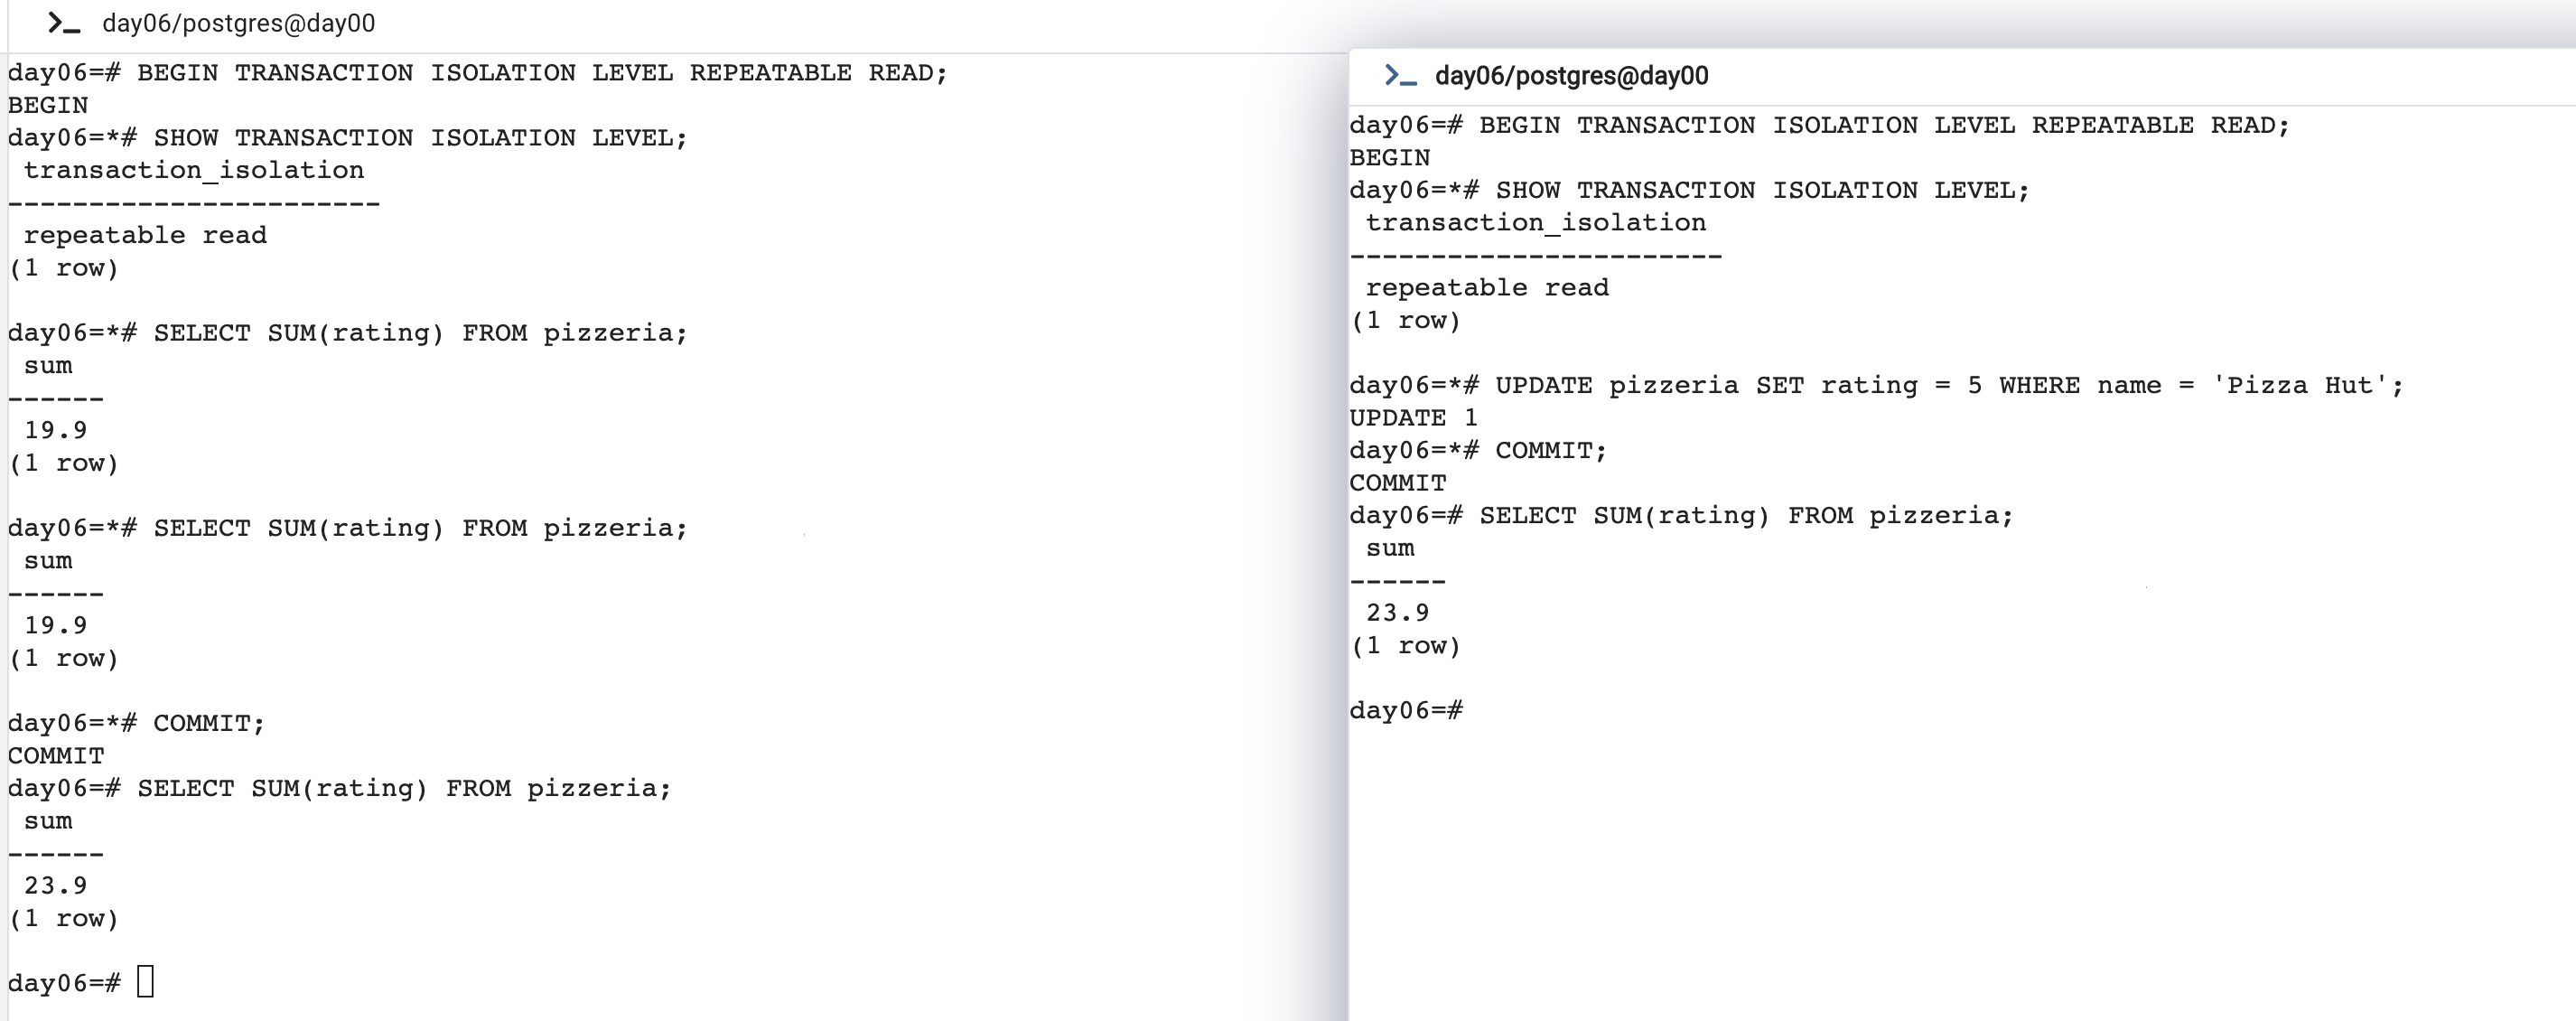 day06/postgres@day00
day06=# BEGIN TRANSACTION ISOLATION LEVEL REPEATABLE READ;
BEGIN
day06=*# SHOW TRANSACTION ISOLATION LEVEL;
transaction_isolation
-----------------------
repeatable read
(1 row)
day06=*# SELECT SUM(rating) FROM pizzeria;
sum
------
19.9
(1 row)
day06=*# SELECT SUM(rating) FROM pizzeria;
sum
------
19.9
(1 row)
day06=*# COMMIT;
COMMIT
day06=# SELECT SUM(rating) FROM pizzeria;
sum
------
23.9
(1 row)
day06=#
day06/postgres@day00
day06=# BEGIN TRANSACTION ISOLATION LEVEL REPEATABLE READ;
BEGIN
day06=*# SHOW TRANSACTION ISOLATION LEVEL;
transaction_isolation
-----------------------
repeatable read
(1 row)
day06=*# UPDATE pizzeria SET rating = 5 WHERE name = 'Pizza Hut';
UPDATE 1
day06=*# COMMIT;
COMMIT
day06=# SELECT SUM(rating) FROM pizzeria;
sum
------
23.9
(1 row)
day06=#